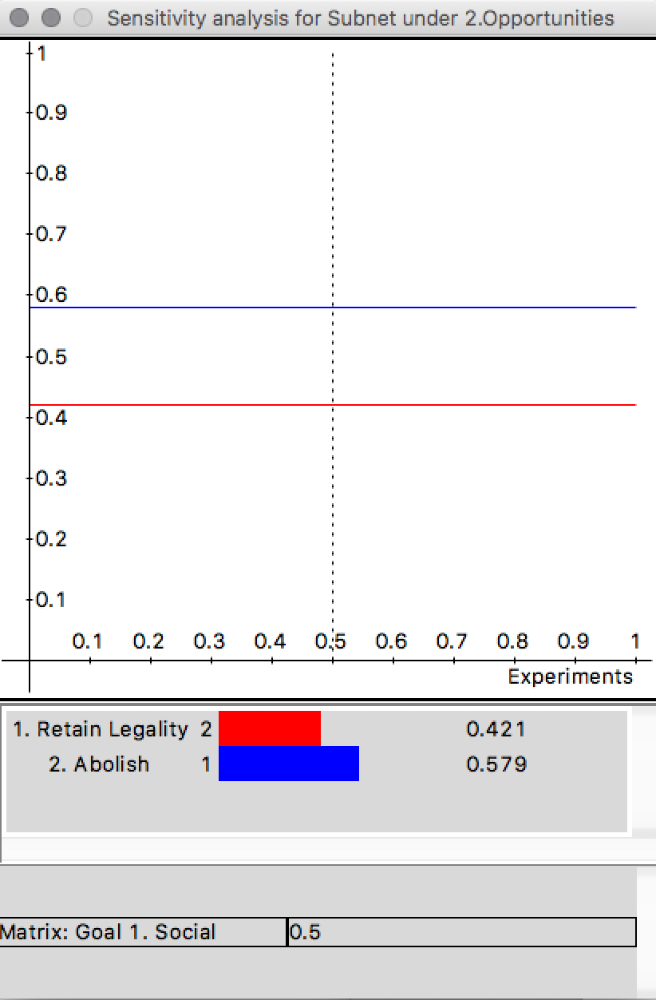 Sensitivity analysis for Subnet under 2.Opportunities
1
0.9
0.8
0.7
0.6
0.5
0.4
0.3
0.2
0.1
0.1 0.2 0.3 0.4 0.5 0.6 0.7 0.8 0.9 1
Experiments
1. Retain Legality 2 0.421
2. Abolish 1 0.579
Matrix: Goal 1. Social 0.5